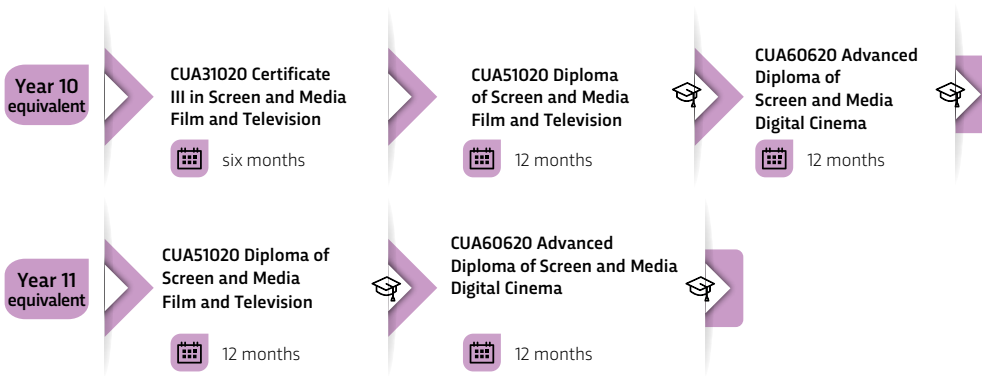 Year 10
equivalent
CUA31020 Certificate
III in Screen and Media
Film and Television
six months
CUA51020 Diploma
of Screen and Media
Film and Television
12 months
CUA60620 Advanced
Diploma of
Screen and Media
Digital Cinema
12 months
Year 11
equivalent
CUA51020 Diploma of
Screen and Media
Film and Television
12 months
CUA60620 Advanced
Diploma of Screen and Media
Digital Cinema
12 months